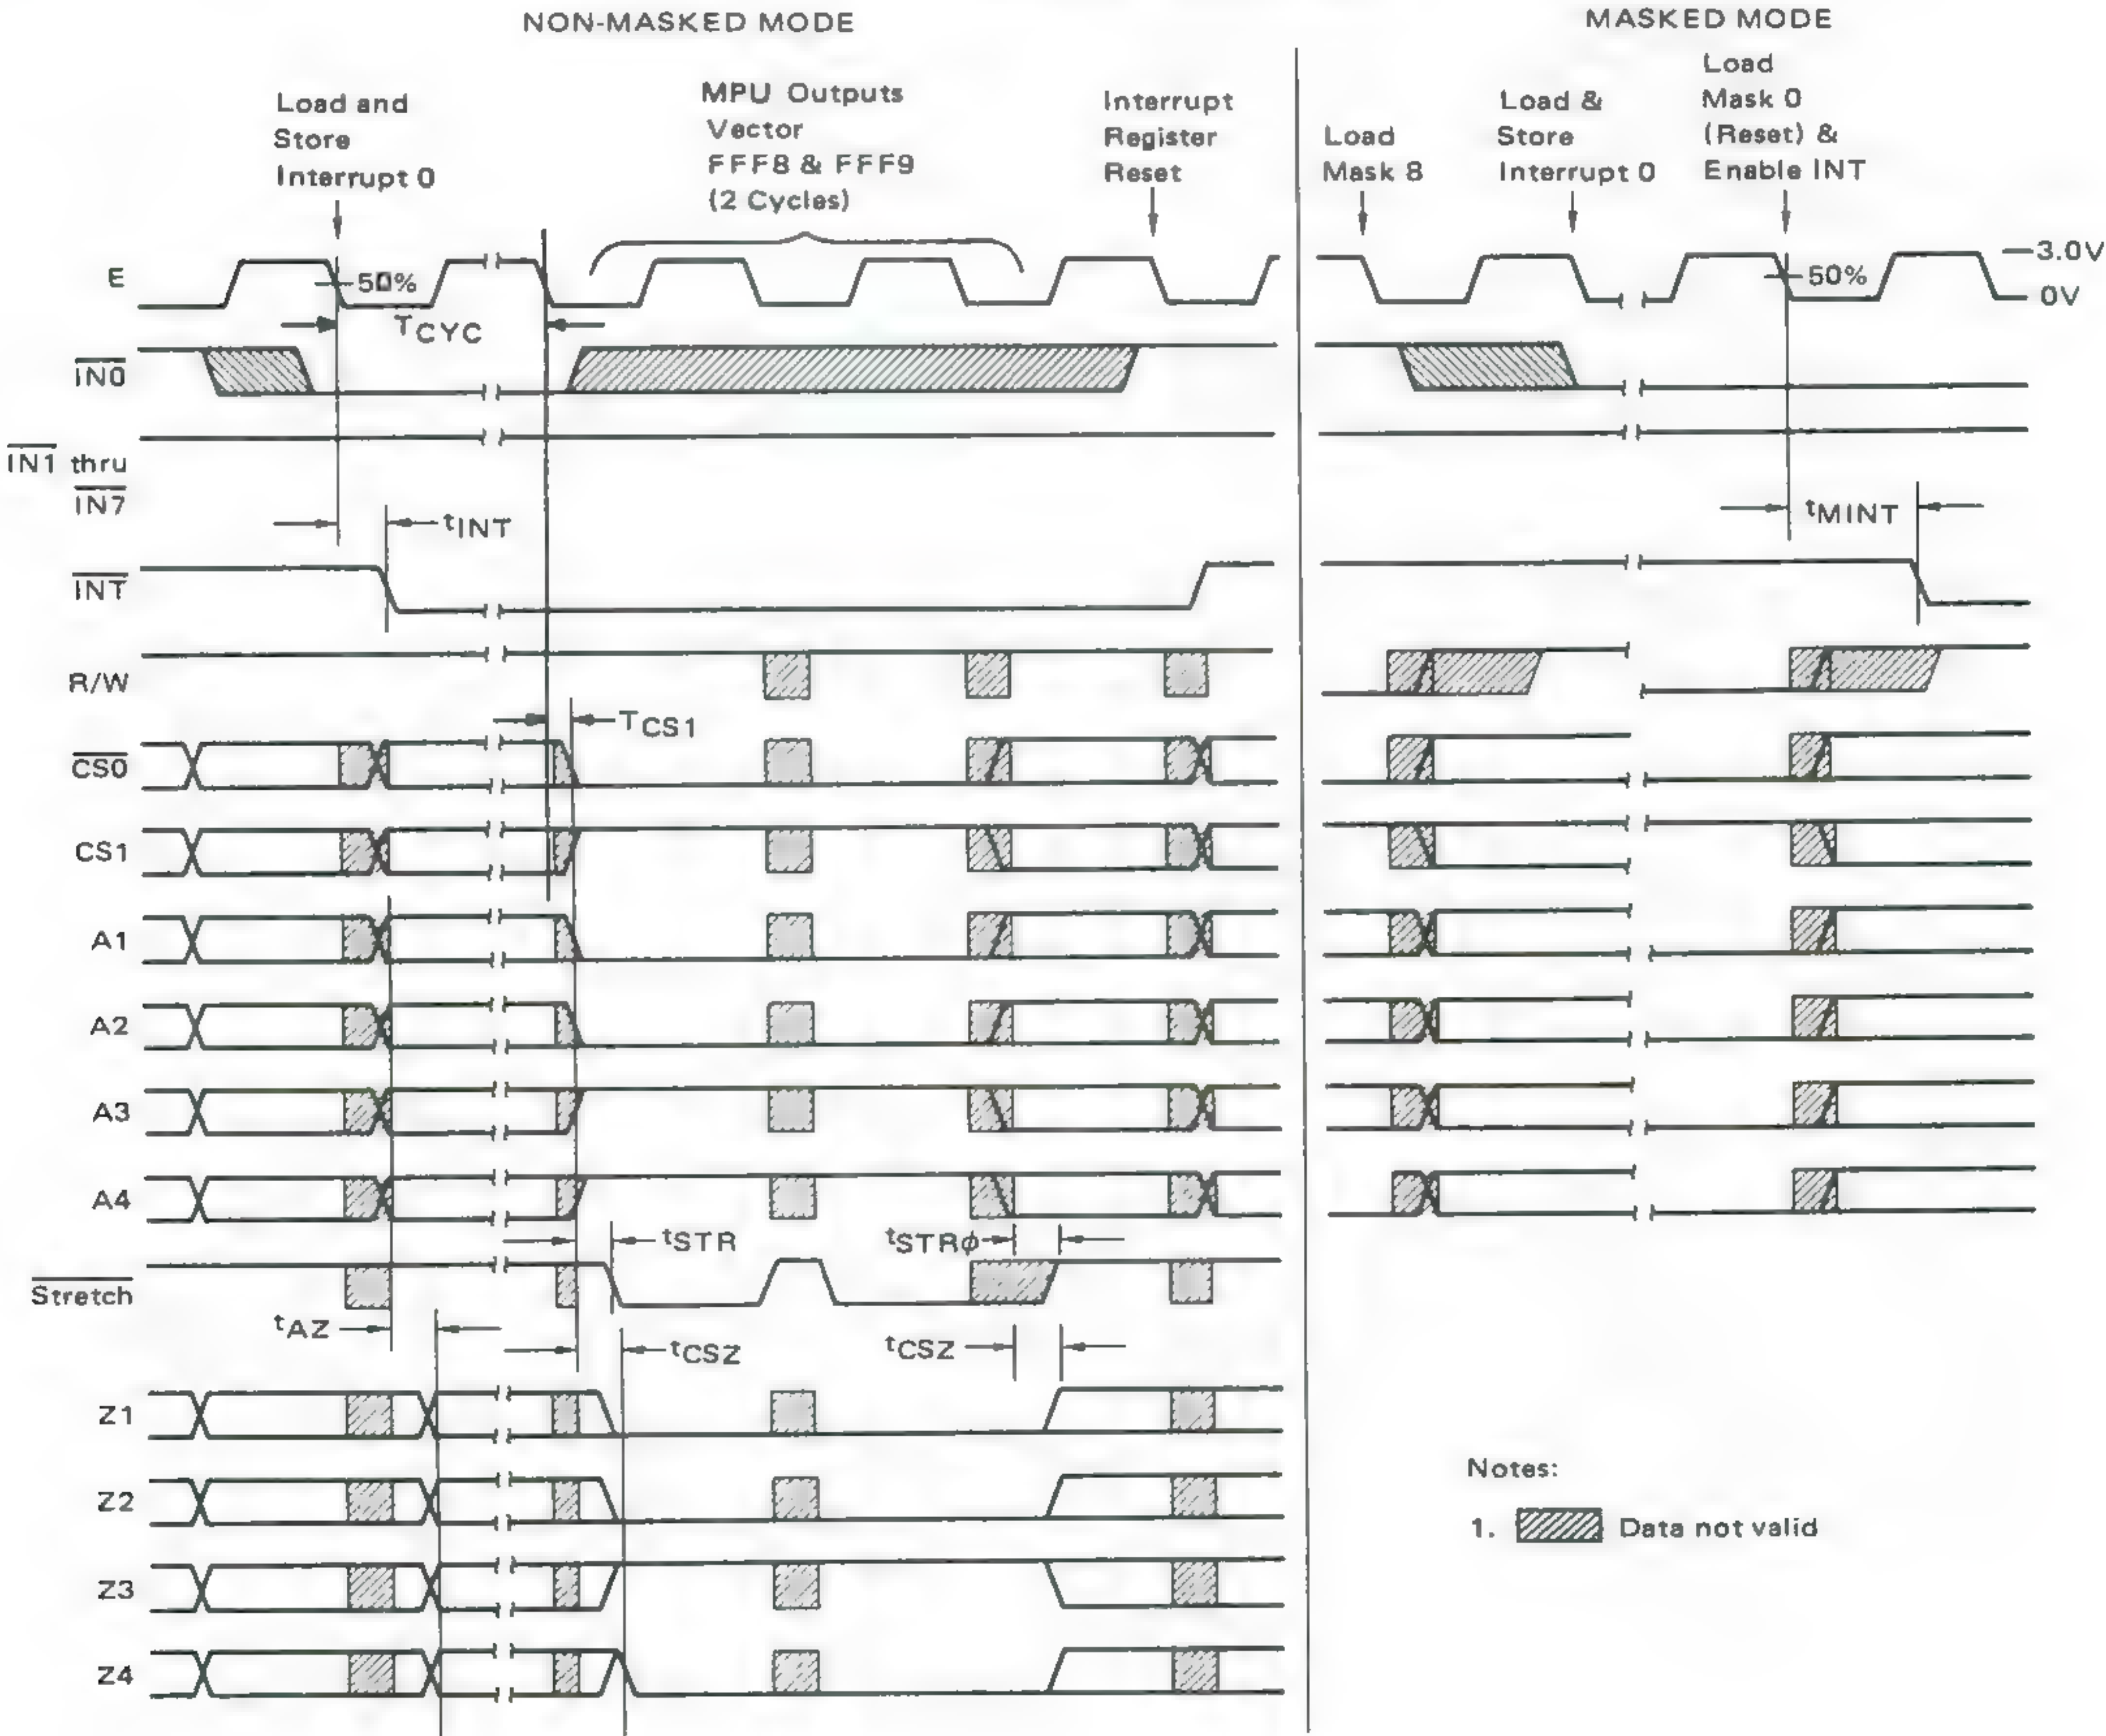 NON-MASKED MODE
MASKED MODE
Load and
Store
Interrupt 0
MPU Outputs
Vector
FFF8 & FFF9
(2 Cycles)
Interrupt
Register
Reset
Load
Mask 8
Load &
Store
Interrupt 0
Load
Mask 0
(Reset) &
Enable INT
E
50%
50%
3.0V
0V
TCYC
IN0
IN1 thru
IN7
tINT
tMINT
INT
R/W
TCS1
CS0
CS1
A1
A2
A3
A4
tSTR
tSTRφ
Stretch
tAZ
tCSZ
tCSZ
Z1
Z2
Z3
Z4
Notes:
1. Data not valid